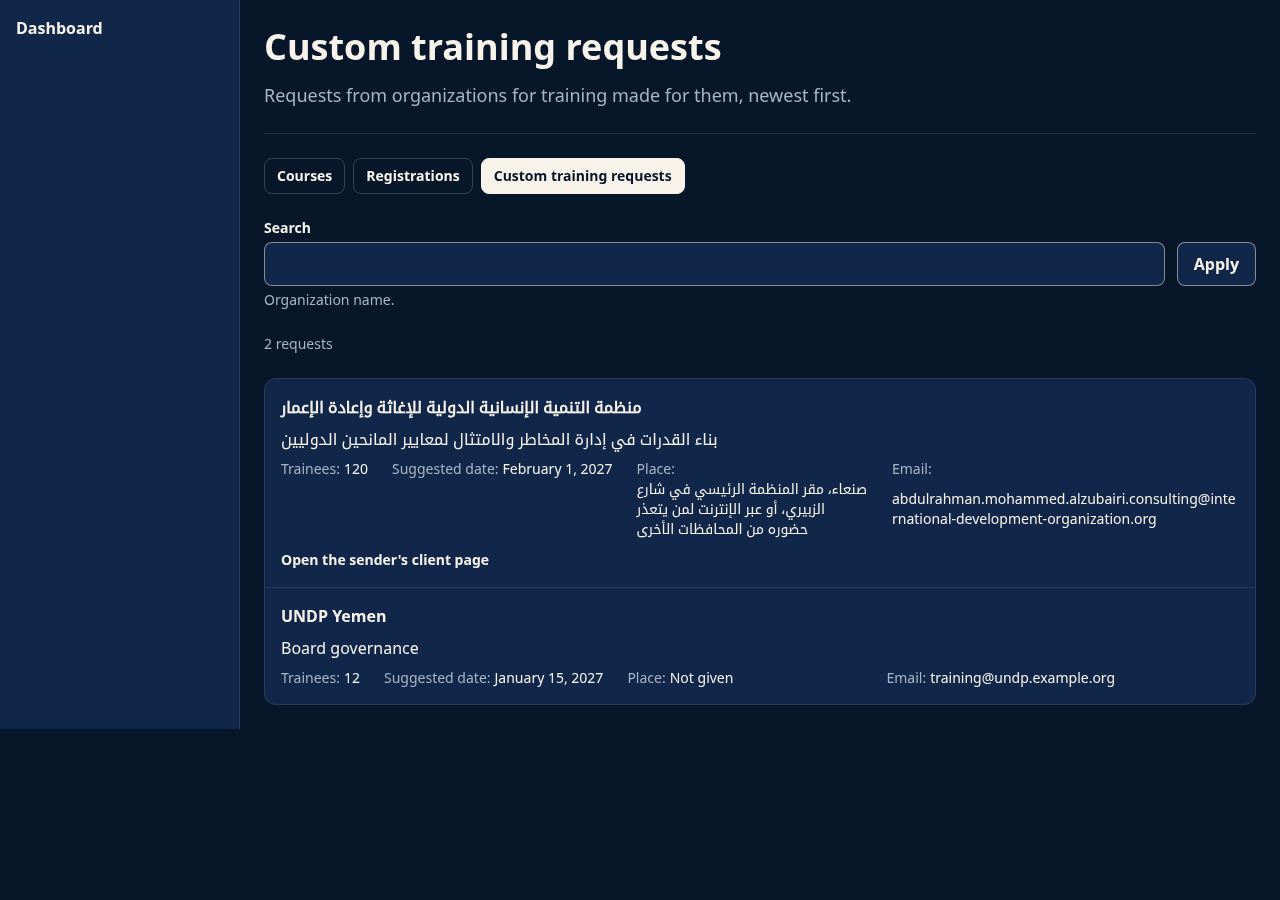 Dashboard
Custom training requests
Requests from organizations for training made for them, newest first.
Courses
Registrations
Custom training requests
Search
Apply
Organization name.
2 requests
منظمة التنمية الإنسانية الدولية للإغاثة وإعادة الإعمار
بناء القدرات في إدارة المخاطر والامتثال لمعايير المانحين الدوليين
Trainees: 120
Suggested date: February 1, 2027
Place:
صنعاء، مقر المنظمة الرئيسي في شارع
الزبيري، أو عبر الإنترنت لمن يتعذر
حضوره من المحافظات الأخرى
Email:
abdulrahman.mohammed.alzubairi.consulting@inte
rnational-development-organization.org
Open the sender's client page
UNDP Yemen
Board governance
Trainees: 12
Suggested date: January 15, 2027
Place: Not given
Email: training@undp.example.org